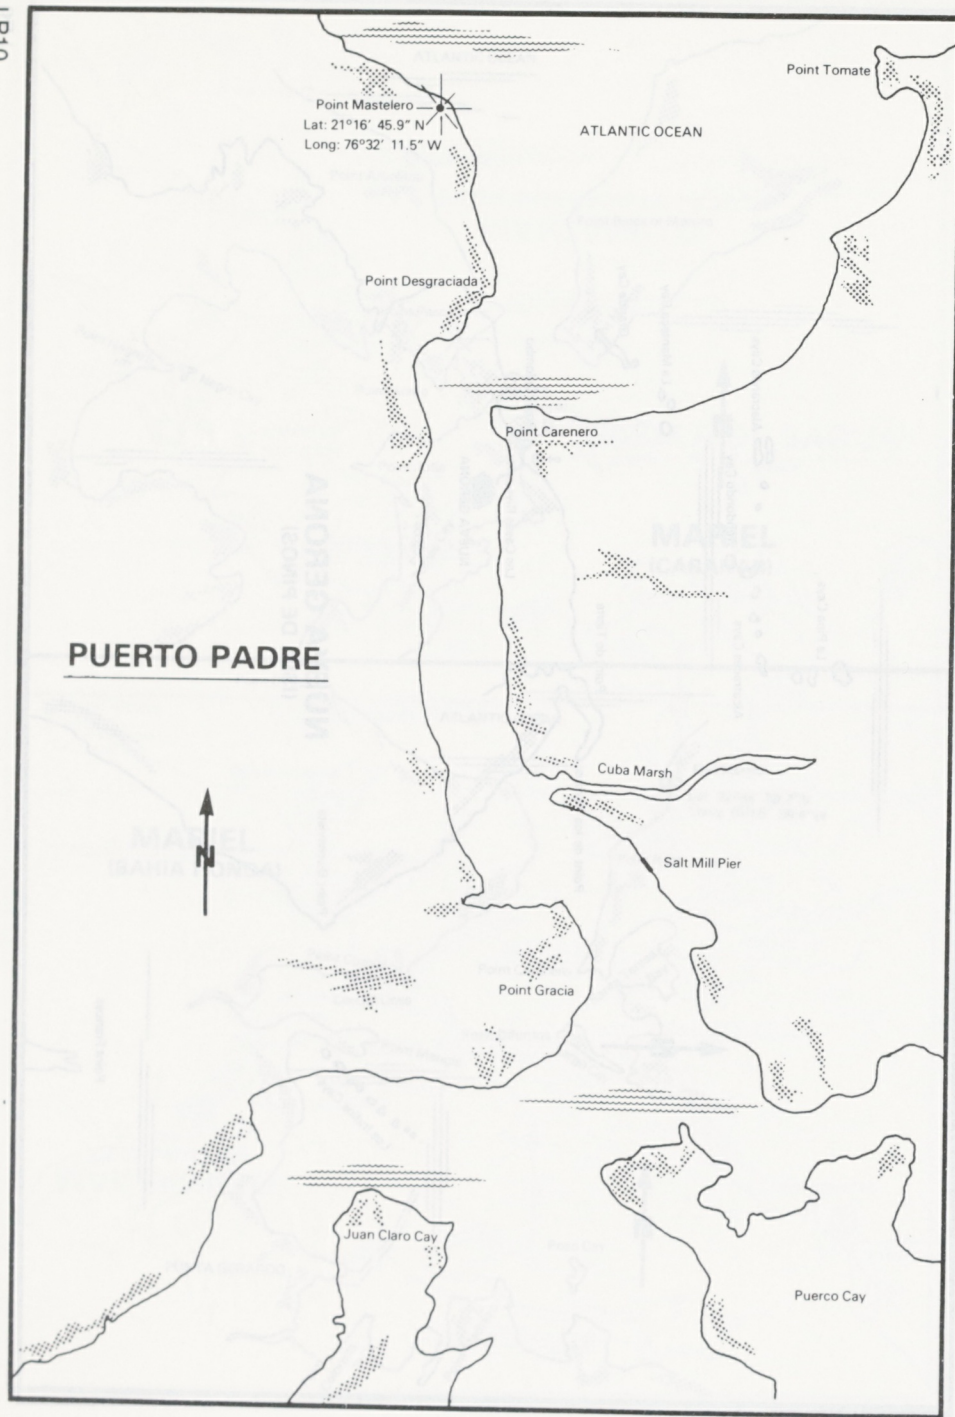 LR10
Point Tomate
Point Mastelero
Lat: 21°16' 45.9" N
Long: 76°32' 11.5" W
ATLANTIC OCEAN
Point Desgraciada
Point Carenero
PUERTO PADRE
Cuba Marsh
N
Salt Mill Pier
Point Gracia
Juan Claro Cay
Puerco Cay